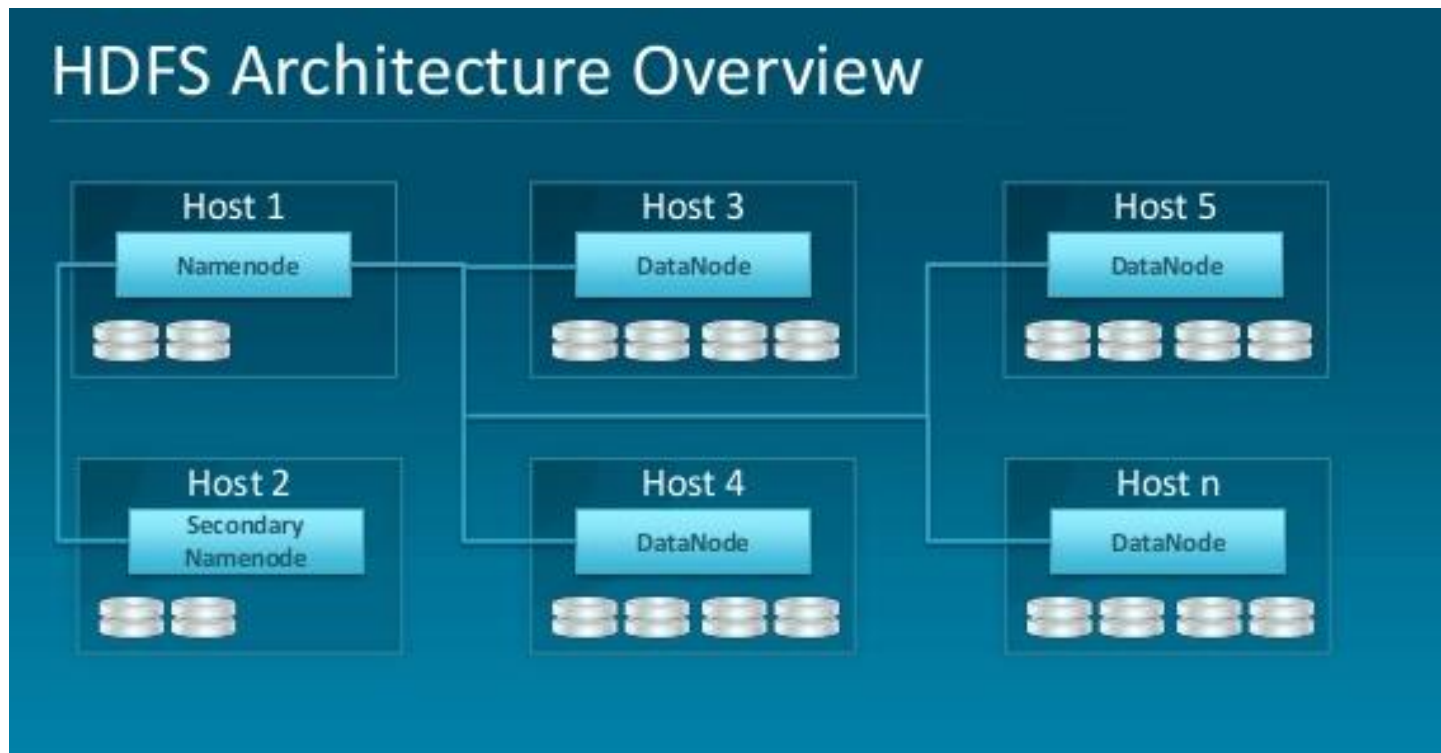 HDFS Architecture Overview
Host 1
Namenode
Host 3
DataNode
Host 5
DataNode
Host 2
Secondary
Namenode
Host 4
DataNode
Host n
DataNode